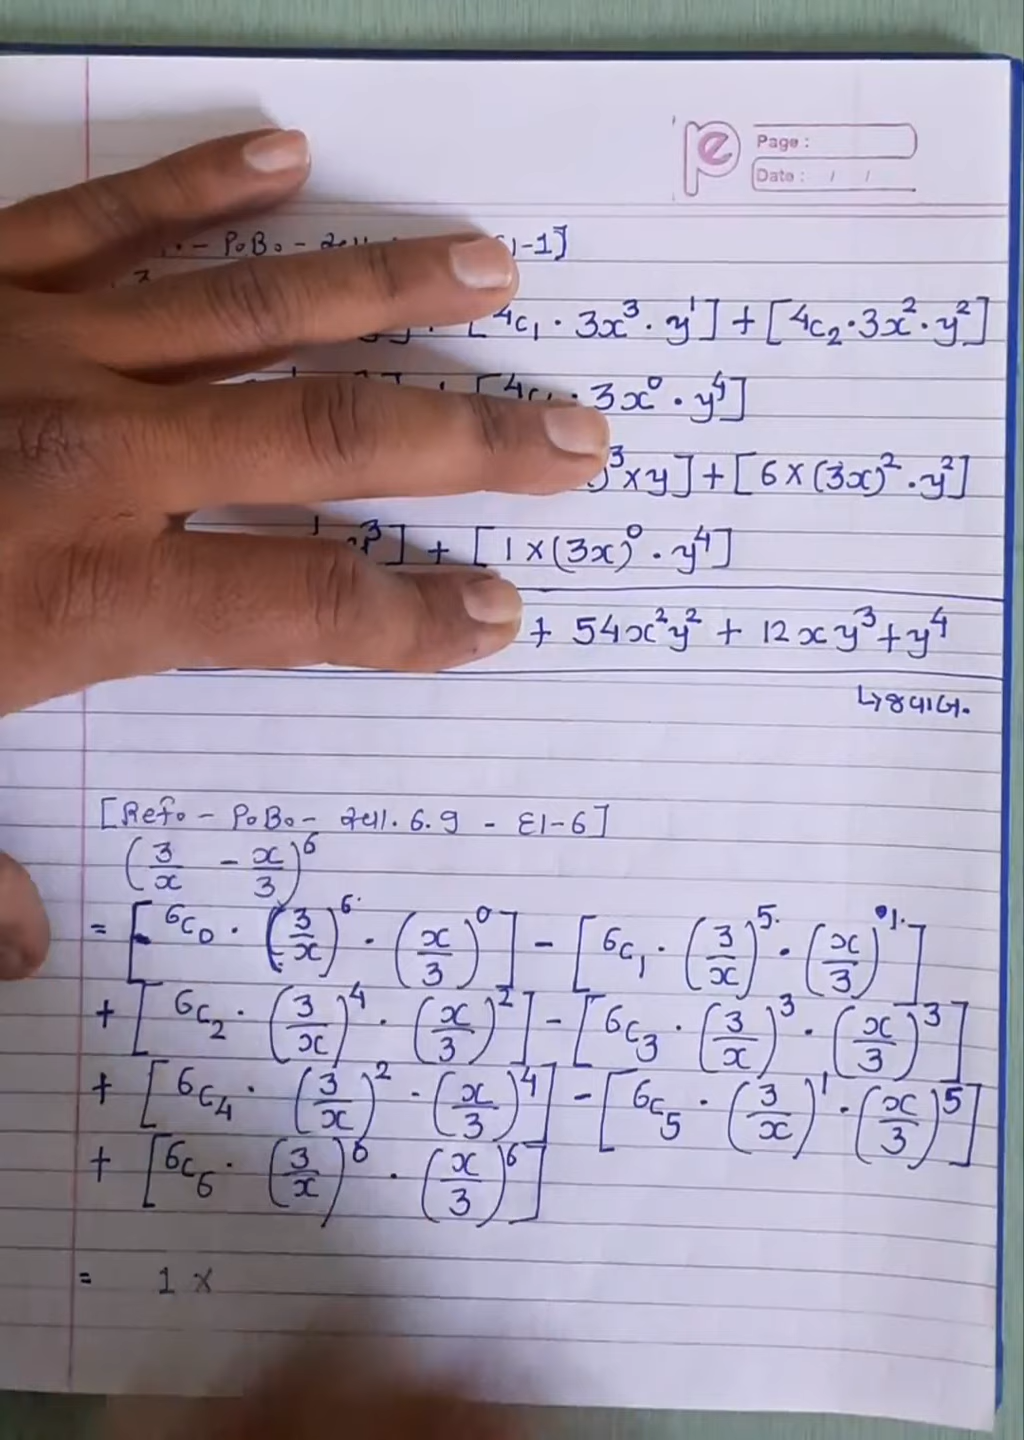 Page :
Date : / /
- P.B. - 1-1]
[⁴C₁ · 3x³ · y¹] + [⁴C₂ · 3x² · y²]
3x⁰ · y⁴]
³ × y] + [6 × (3x)² · y²]
³] + [1 × (3x)⁰ · y⁴]
+ 54x²y² + 12xy³ + y⁴
↳ જવાબ.
[Ref. - P.B. - સ્વા. 6.9 - દા-6]
(3/x - x/3)⁶
= [⁶C₀ · (3/x)⁶ · (x/3)⁰] - [⁶C₁ · (3/x)⁵ · (x/3)¹]
+ [⁶C₂ · (3/x)⁴ · (x/3)²] - [⁶C₃ · (3/x)³ · (x/3)³]
+ [⁶C₄ · (3/x)² · (x/3)⁴] - [⁶C₅ · (3/x)¹ · (x/3)⁵]
+ [⁶C₆ · (3/x)⁰ · (x/3)⁶]
= 1 ×